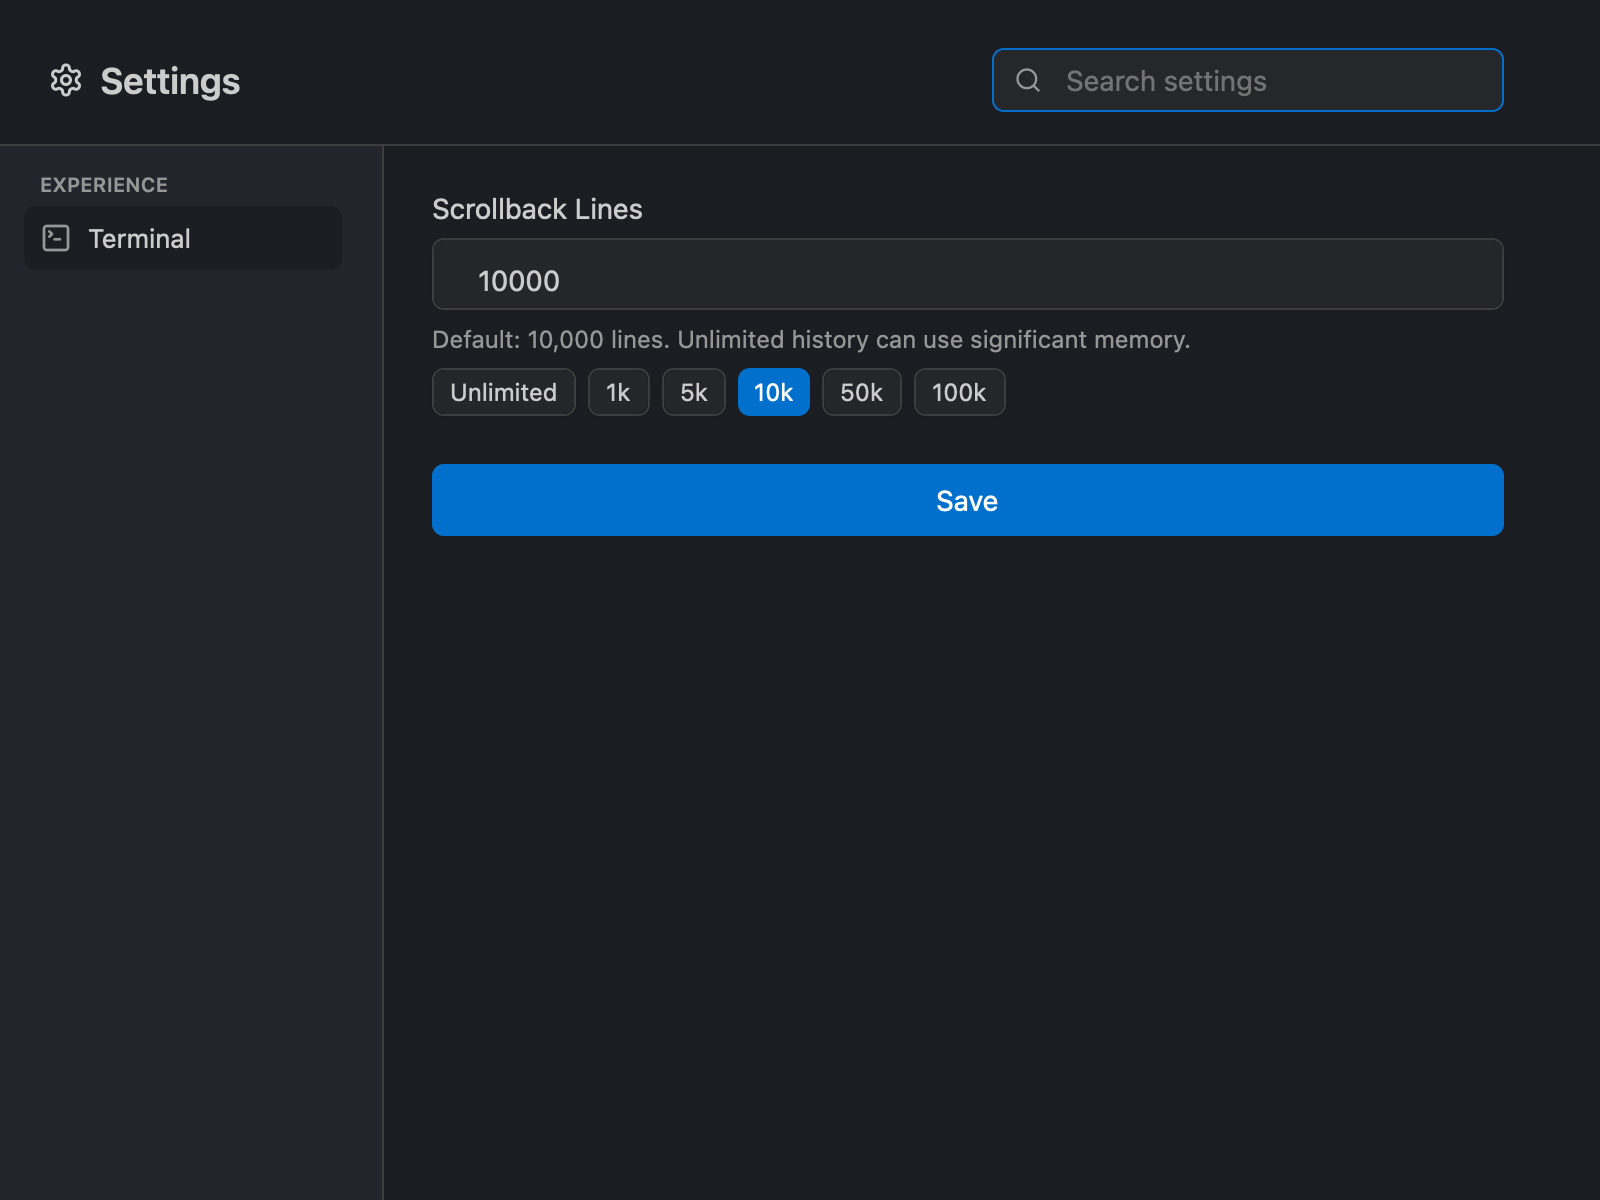 Settings
Search settings
EXPERIENCE
Terminal
Scrollback Lines
10000
Default: 10,000 lines. Unlimited history can use significant memory.
Unlimited 1k 5k 10k 50k 100k
Save